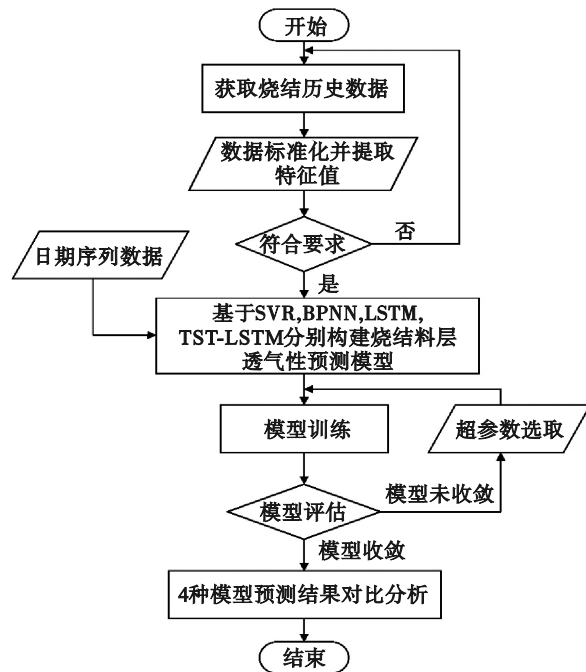 开始
获取烧结历史数据
数据标准化并提取
特征值
符合要求
否
日期序列数据
是
基于SVR,BPNN,LSTM,
TST-LSTM分别构建烧结料层
透气性预测模型
模型训练
超参数选取
模型评估
模型未收敛
模型收敛
4种模型预测结果对比分析
结束